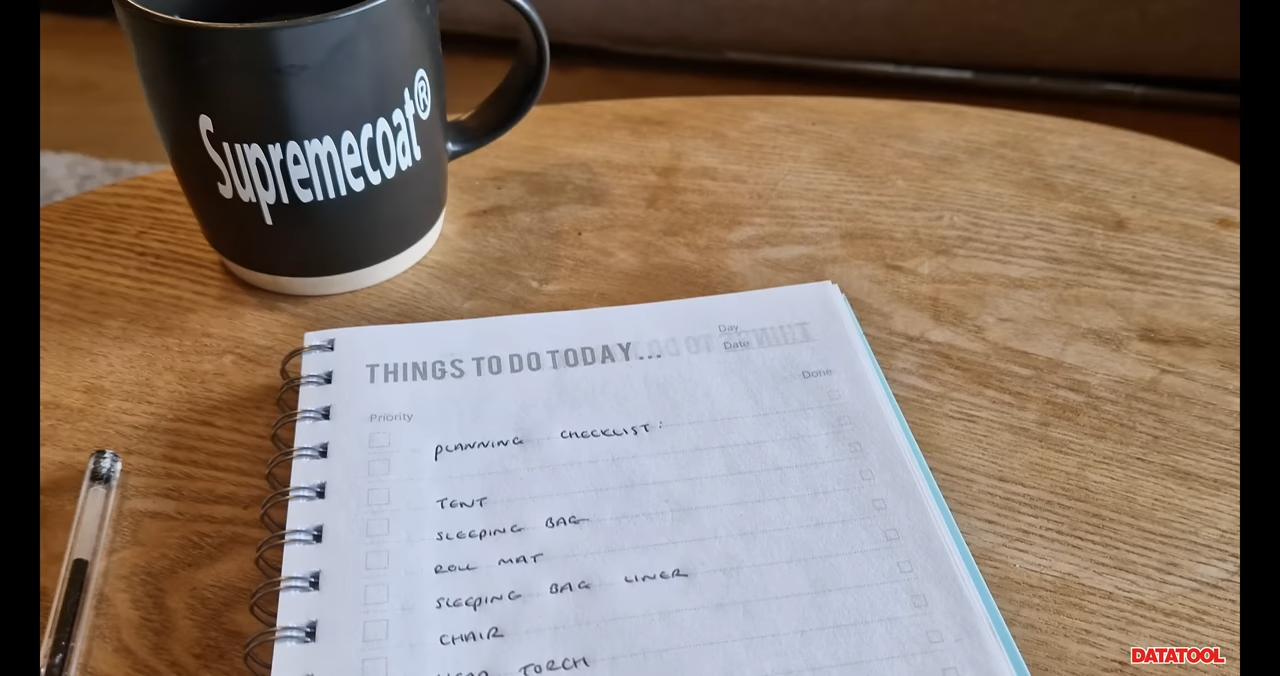 Supremecoat®
THINGS TO DO TODAY...
Day
Date
Done
Priority
PLANNING CHECKLIST:
TENT
SLEEPING BAG
ROLL MAT
SLEEPING BAG LINER
CHAIR
HEAD TORCH
DATATOOL